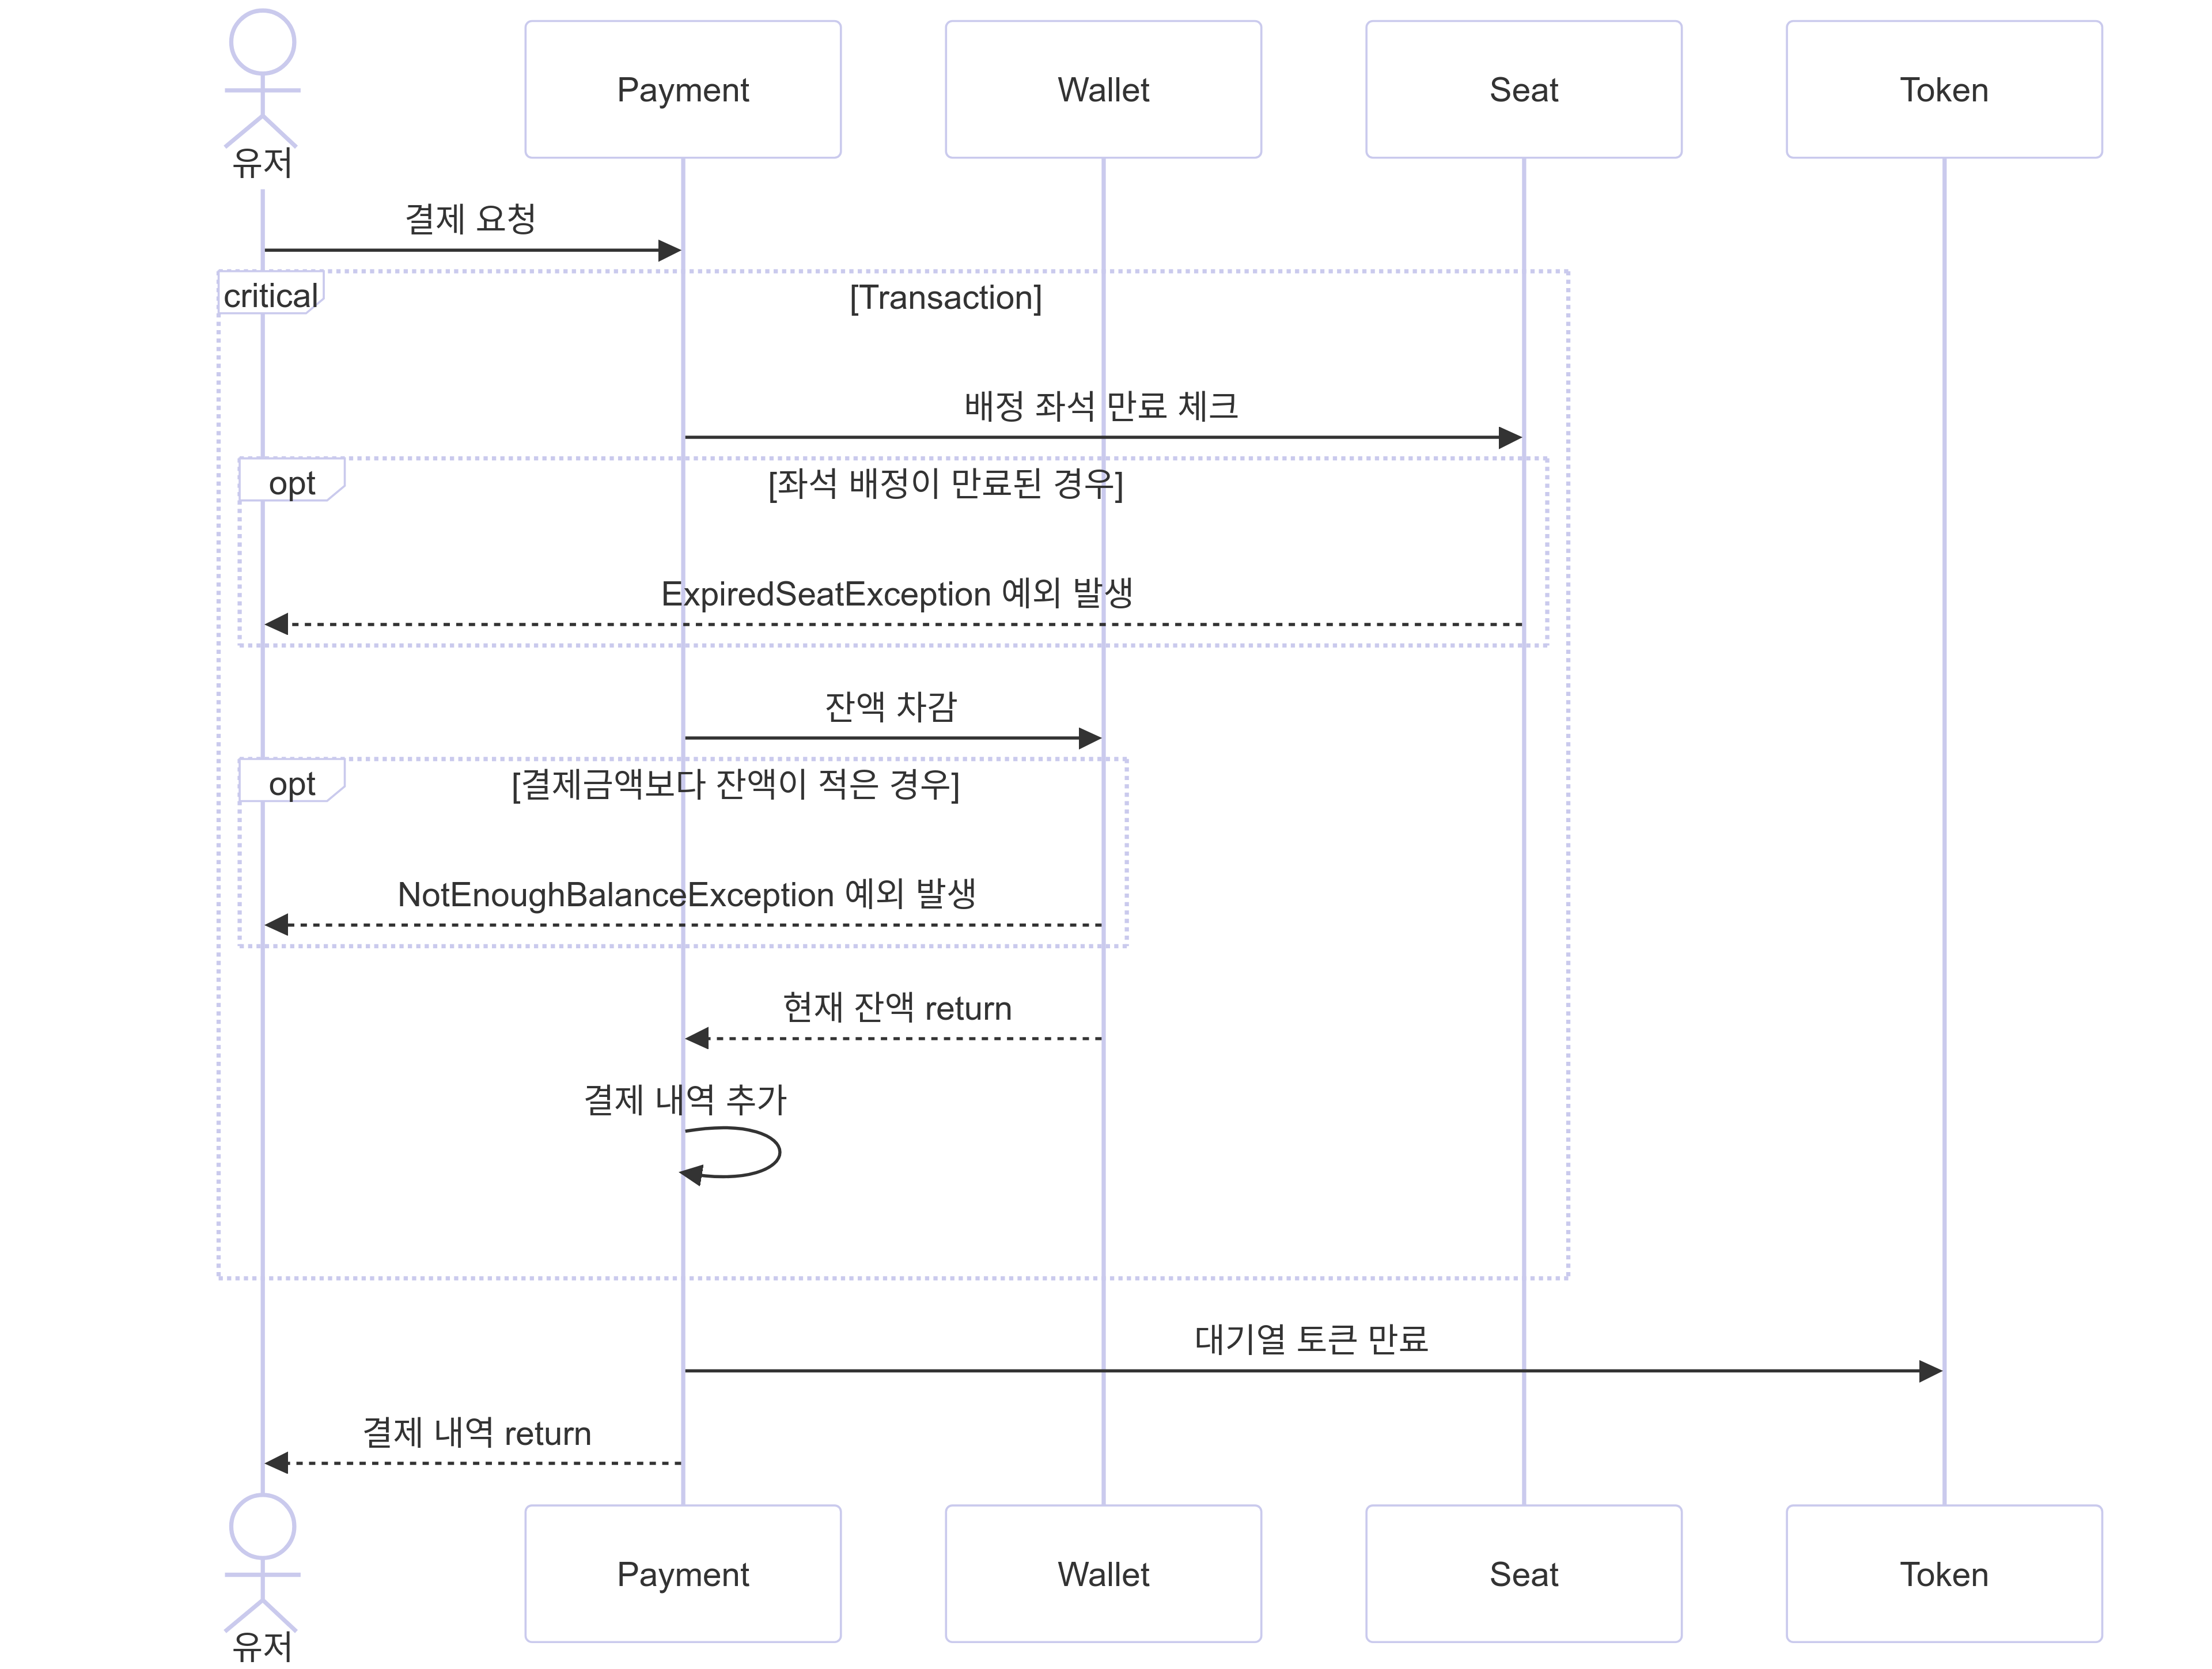 유저
Payment
Wallet
Seat
Token
결제 요청
critical
[Transaction]
배정 좌석 만료 체크
opt
[좌석 배정이 만료된 경우]
ExpiredSeatException 예외 발생
잔액 차감
opt
[결제금액보다 잔액이 적은 경우]
NotEnoughBalanceException 예외 발생
현재 잔액 return
결제 내역 추가
대기열 토큰 만료
결제 내역 return
유저
Payment
Wallet
Seat
Token